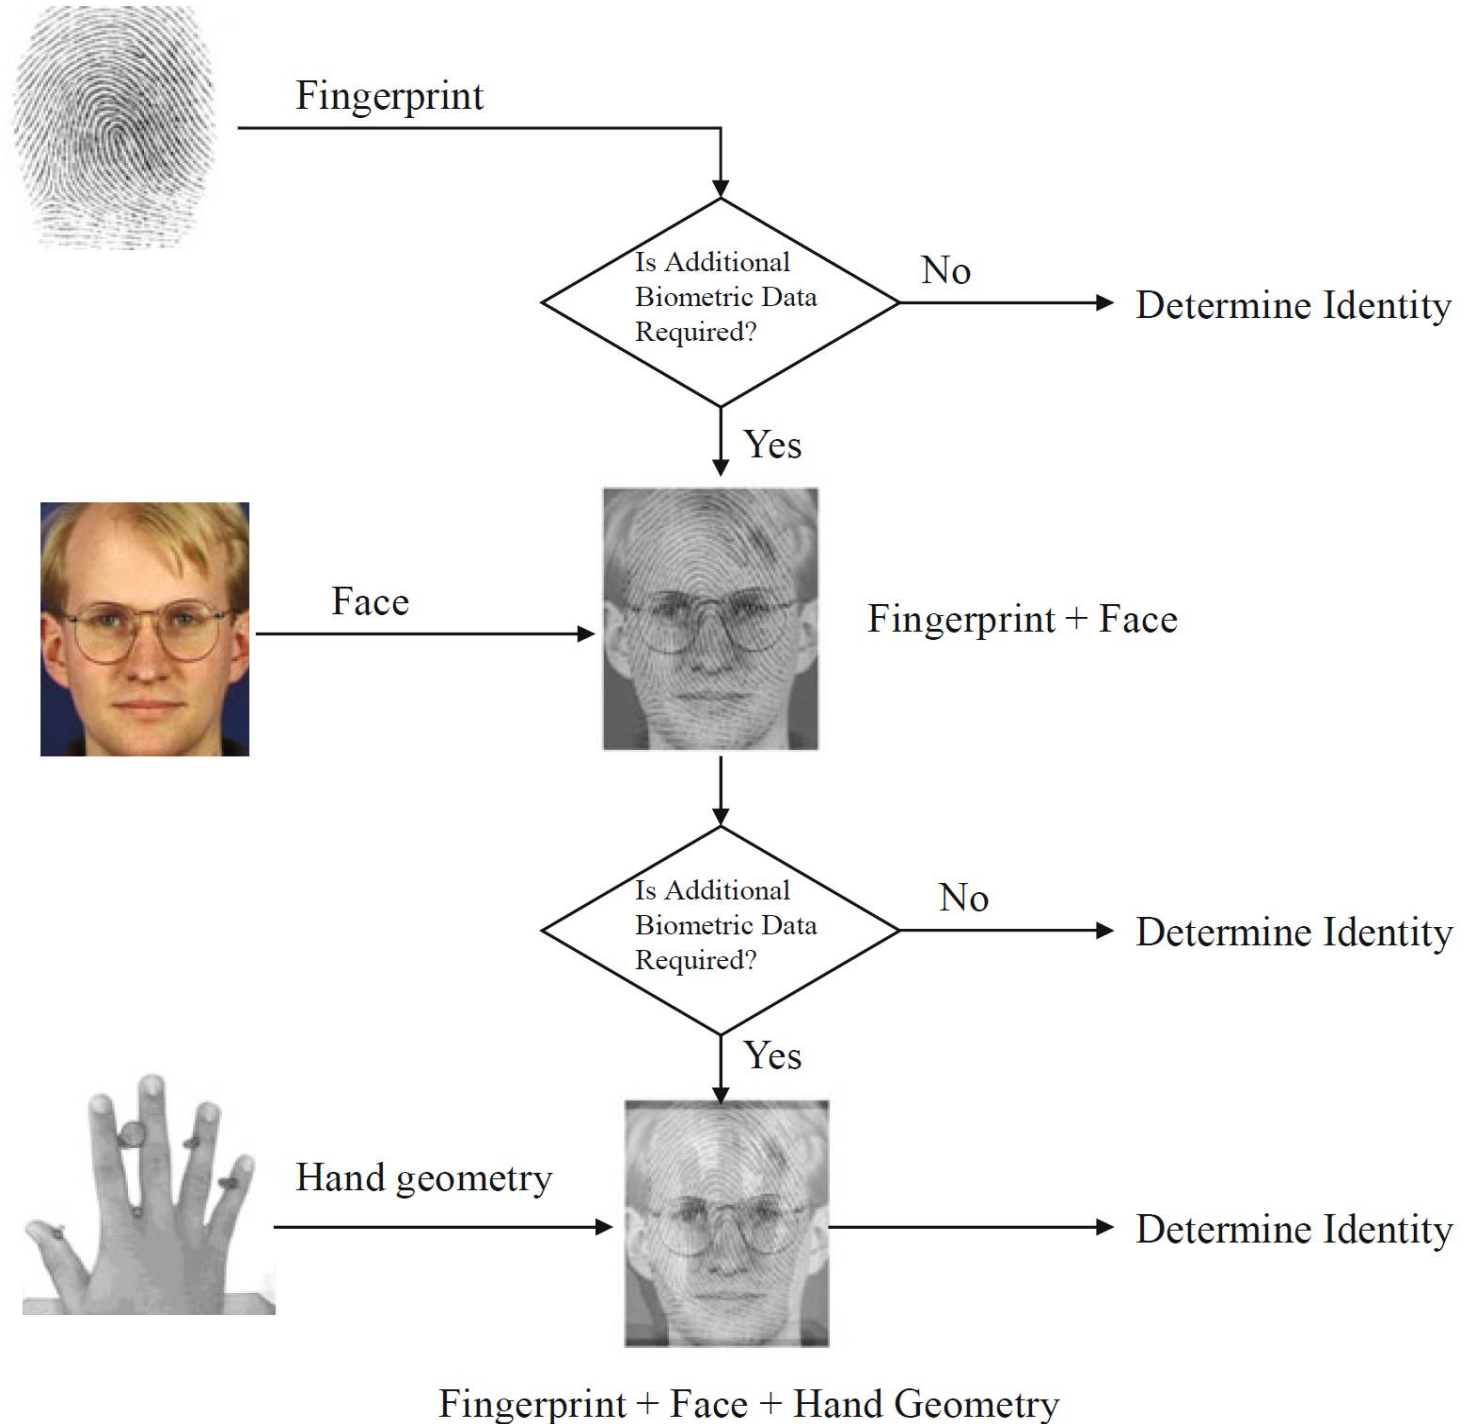 Fingerprint
Is Additional
Biometric Data
Required?
No
Determine Identity
Yes
Face
Fingerprint + Face
Is Additional
Biometric Data
Required?
No
Determine Identity
Yes
Hand geometry
Determine Identity
Fingerprint + Face + Hand Geometry